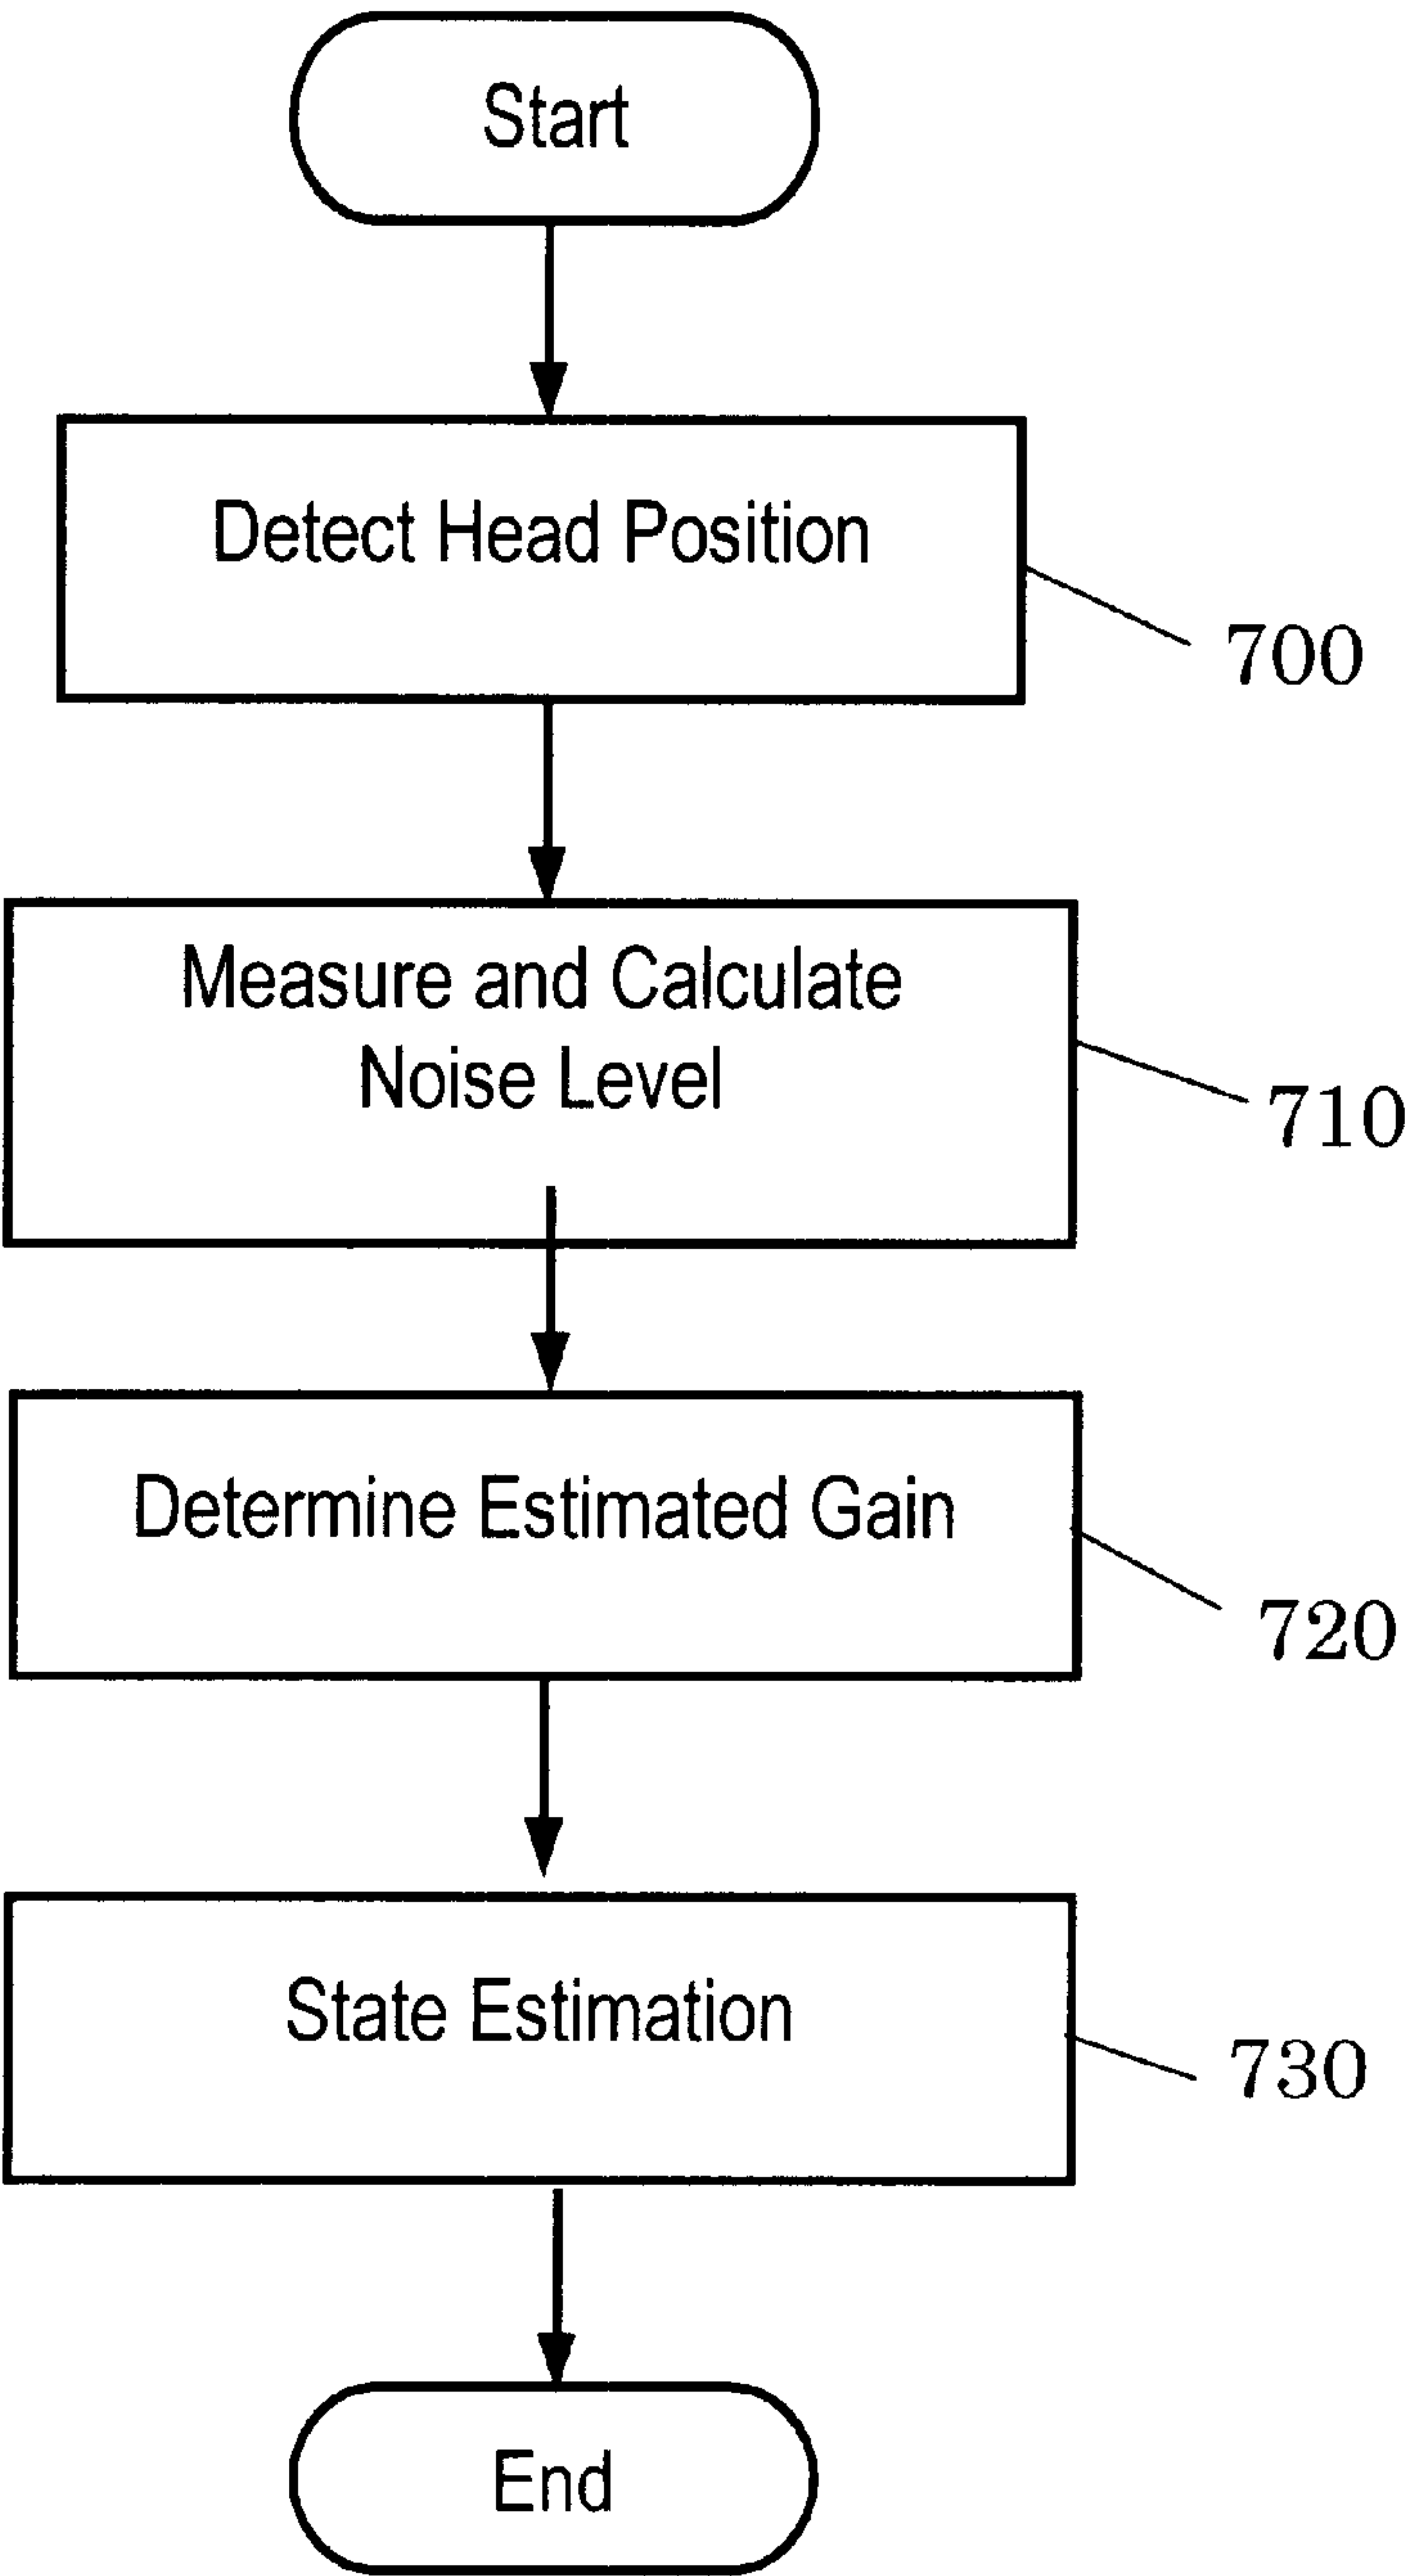 Start
Detect Head Position
700
Measure and Calculate
Noise Level
710
Determine Estimated Gain
720
State Estimation
730
End